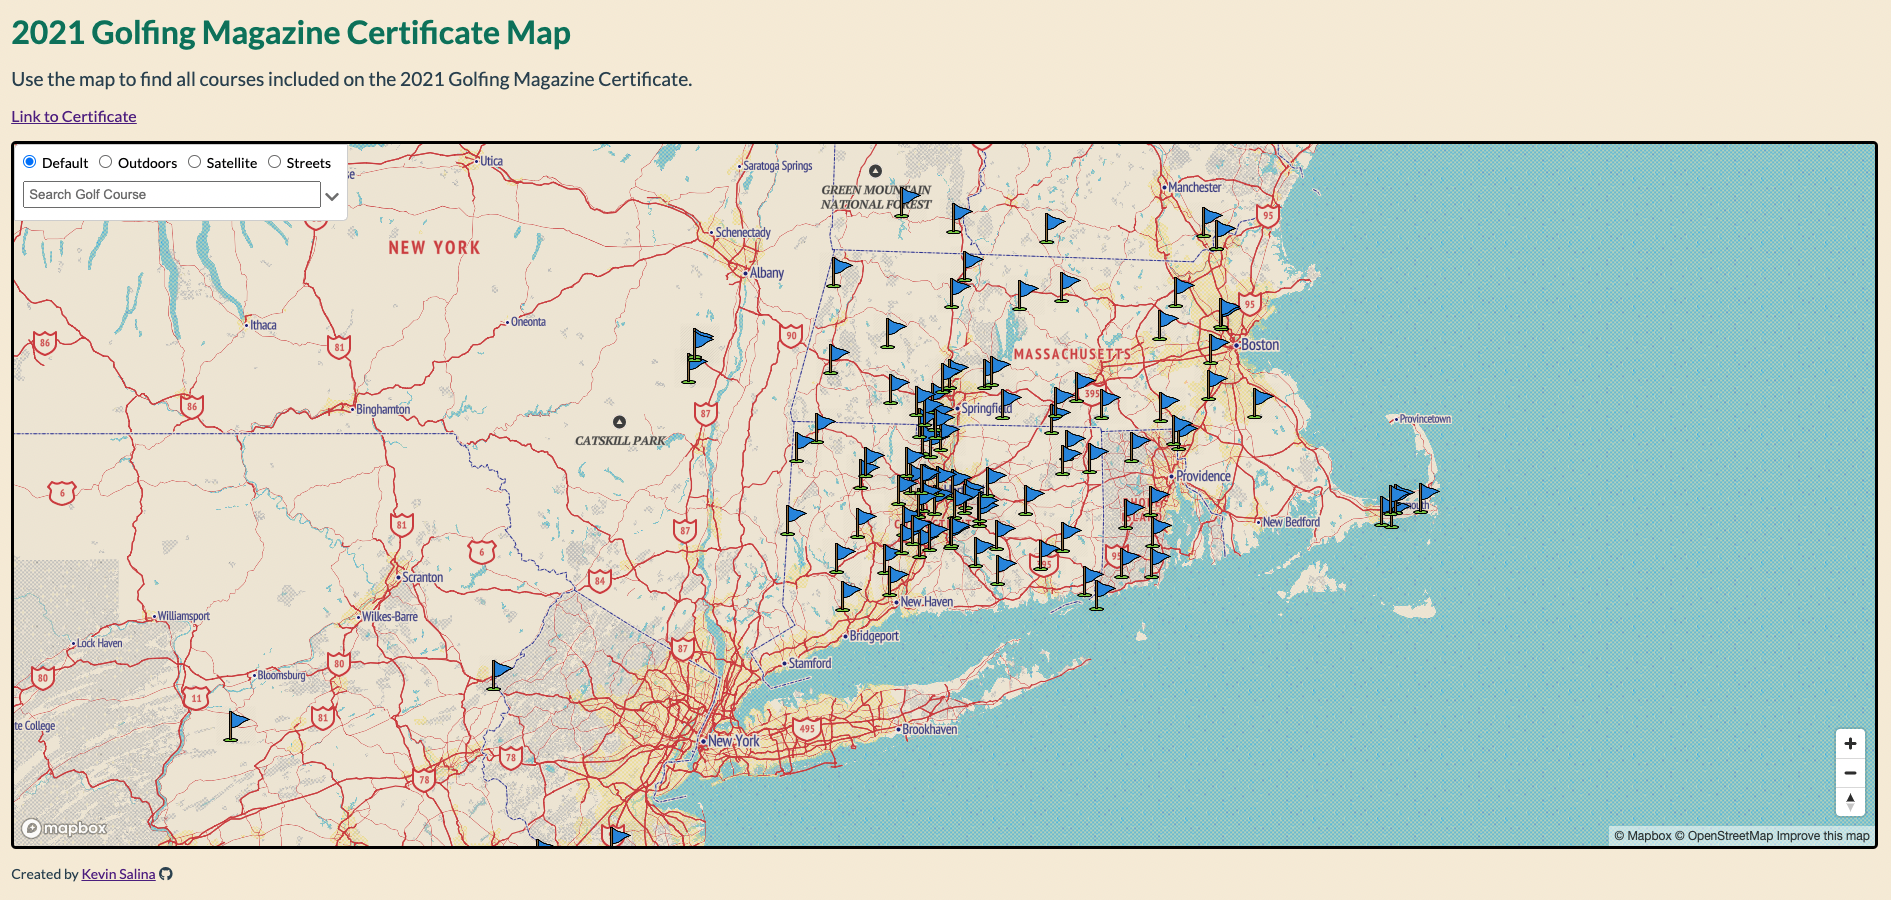 2021 Golfing Magazine Certificate Map
Use the map to find all courses included on the 2021 Golfing Magazine Certificate.
Link to Certificate
Default Outdoors Satellite Streets
Search Golf Course
Utica
Saratoga Springs
GREEN MOUNTAIN
NATIONAL FOREST
Manchester
95
Schenectady
NEW YORK
Albany
95
Ithaca
Oneonta
86
81
90
Boston
MASSACHUSETTS
395
86
Binghamton
87
Springfield
Provincetown
CATSKILL PARK
Providence
6
81
87
New Bedford
6
95
Scranton
84
New Haven
Williamsport
Wilkes-Barre
Bridgeport
Lock Haven
87
80
Stamford
Bloomsburg
80
11
81
te College
495
Brookhaven
New York
78
78
mapbox
© Mapbox © OpenStreetMap Improve this map
Created by Kevin Salina